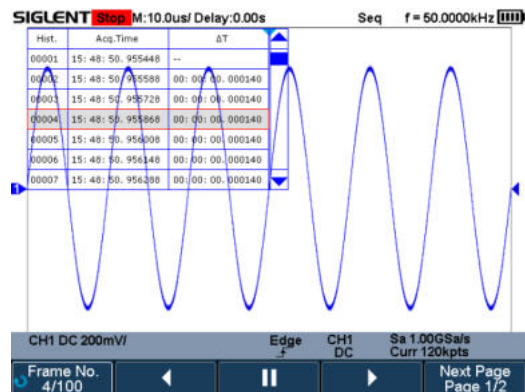 SIGLENT Stop M:10.0us/ Delay:0.00s Seq f = 50.0000kHz
Hist. Acq.Time ΔT
00001 15: 48: 50. 955448 --
00002 15: 48: 50. 955588 00: 00: 00. 000140
00003 15: 48: 50. 955728 00: 00: 00. 000140
00004 15: 48: 50. 955868 00: 00: 00. 000140
00005 15: 48: 50. 956008 00: 00: 00. 000140
00006 15: 48: 50. 956148 00: 00: 00. 000140
00007 15: 48: 50. 956288 00: 00: 00. 000140
1
CH1 DC 200mV/ Edge CH1 Sa 1.00GSa/s
DC Curr 120kpts
Frame No. Next Page
4/100 Page 1/2